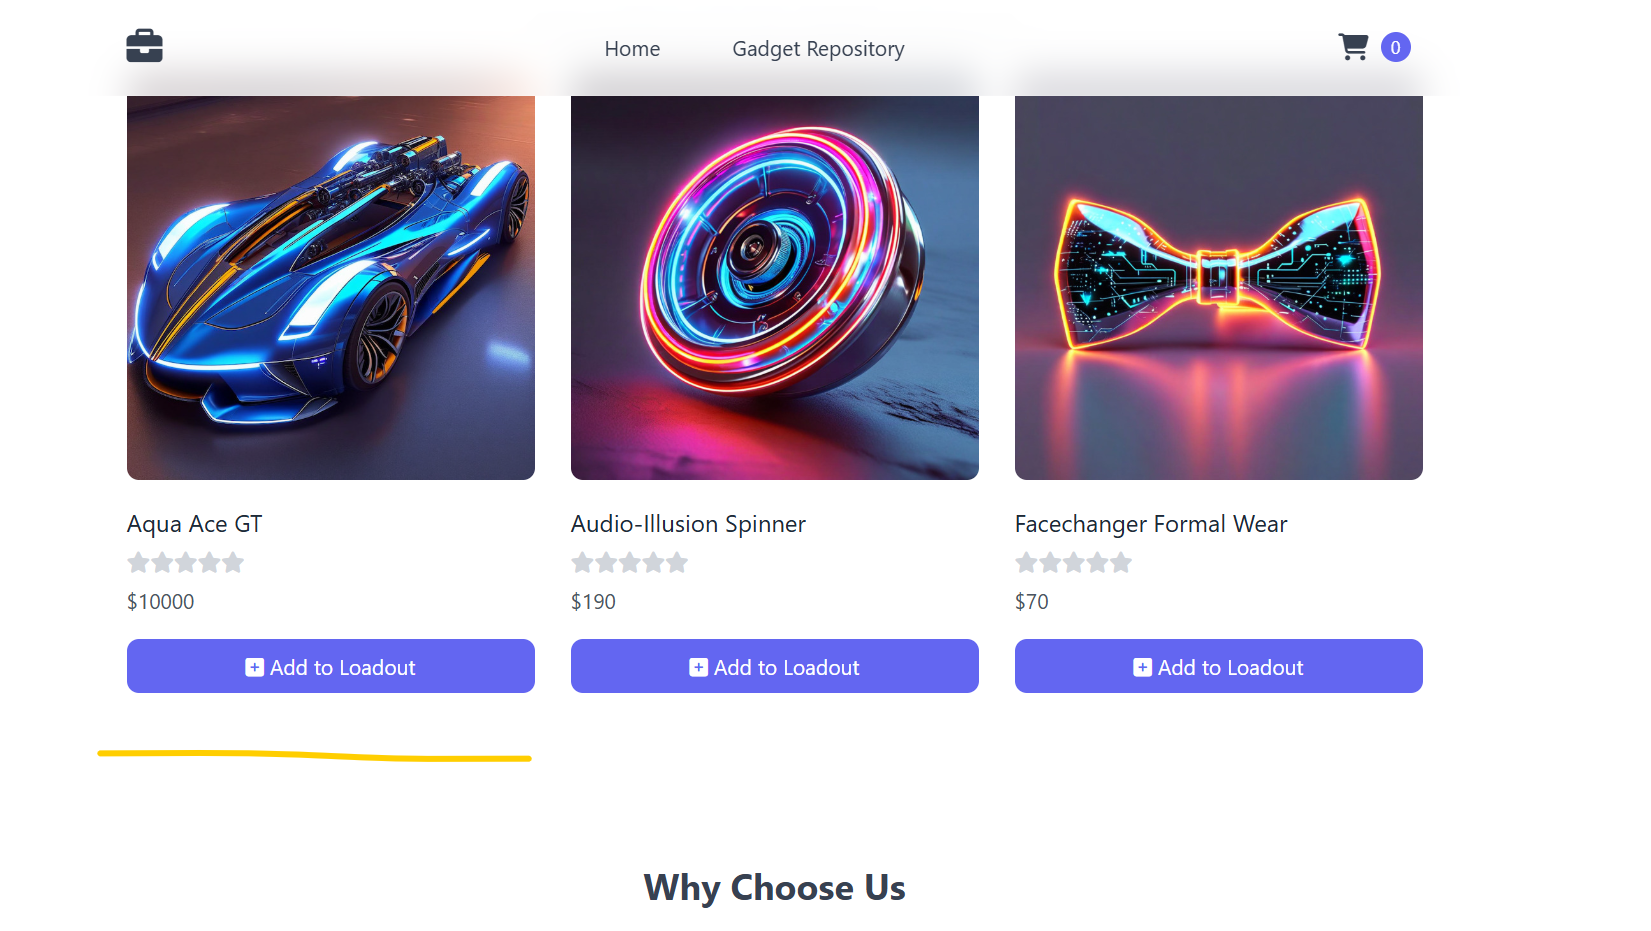 Home Gadget Repository 0
Aqua Ace GT Audio-Illusion Spinner Facechanger Formal Wear
$10000 $190 $70
Add to Loadout Add to Loadout Add to Loadout
Why Choose Us